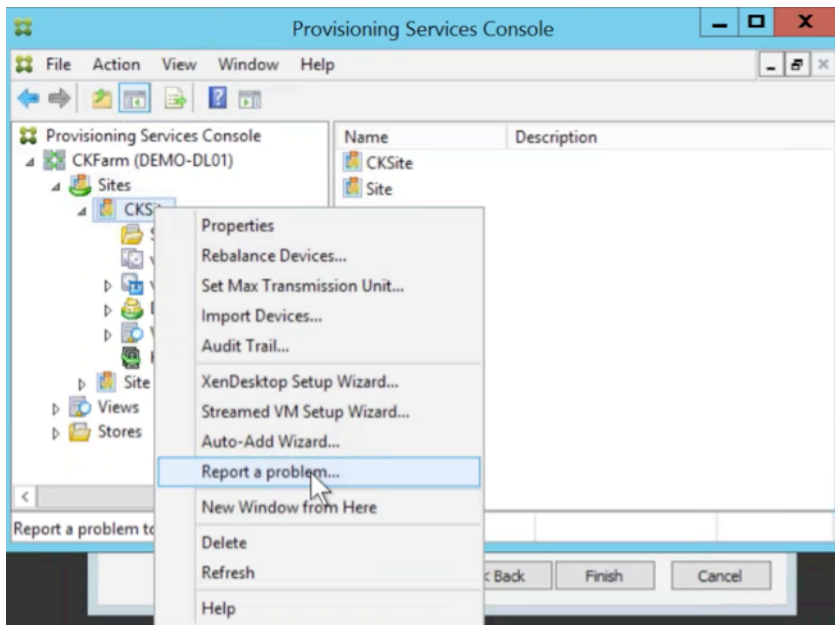 Provisioning Services Console
File Action View Window Help
Provisioning Services Console
CKFarm (DEMO-DL01)
Sites
Site
Views
Stores
Name Description
CKSite
Site
Properties
Rebalance Devices...
Set Max Transmission Unit...
Import Devices...
Audit Trail...
XenDesktop Setup Wizard...
Streamed VM Setup Wizard...
Auto-Add Wizard...
Report a problem...
New Window from Here
Delete
Refresh
Help
Report a problem
Back Finish Cancel